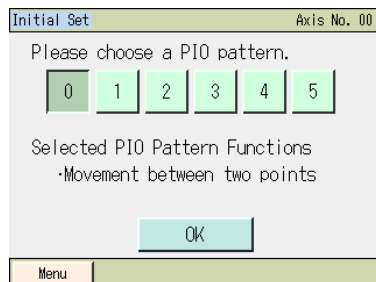 Initial Set Axis No. 00
Please choose a PIO pattern.
0 1 2 3 4 5
Selected PIO Pattern Functions
·Movement between two points
OK
Menu